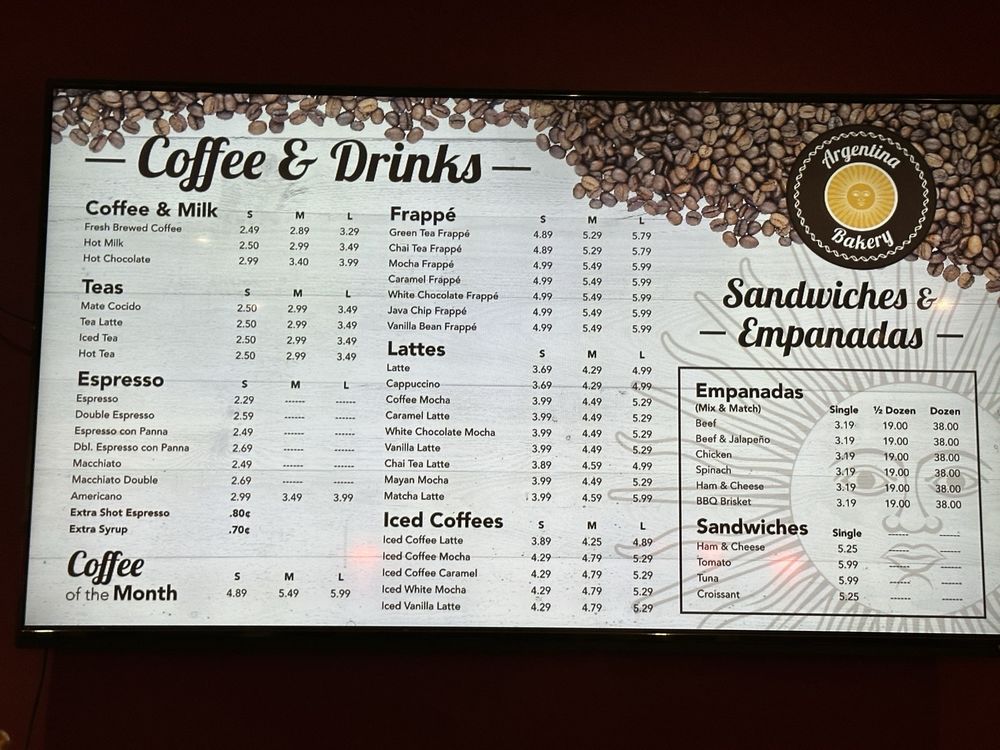 — Coffee & Drinks —
Coffee & Milk S M L
Fresh Brewed Coffee 2.49 2.89 3.29
Hot Milk 2.50 2.99 3.49
Hot Chocolate 2.99 3.40 3.99
Teas S M L
Mate Cocido 2.50 2.99 3.49
Tea Latte 2.50 2.99 3.49
Iced Tea 2.50 2.99 3.49
Hot Tea 2.50 2.99 3.49
Espresso S M L
Espresso 2.29 ------ ------
Double Espresso 2.59 ------ ------
Espresso con Panna 2.49 ------ ------
Dbl. Espresso con Panna 2.69 ------ ------
Macchiato 2.49 ------ ------
Macchiato Double 2.69 ------ ------
Americano 2.99 3.49 3.99
Extra Shot Espresso .80¢
Extra Syrup .70¢
Coffee
of the Month S M L
4.89 5.49 5.99
Frappé S M L
Green Tea Frappé 4.89 5.29 5.79
Chai Tea Frappé 4.89 5.29 5.79
Mocha Frappé 4.99 5.49 5.99
Caramel Frappé 4.99 5.49 5.99
White Chocolate Frappé 4.99 5.49 5.99
Java Chip Frappé 4.99 5.49 5.99
Vanilla Bean Frappé 4.99 5.49 5.99
Lattes S M L
Latte 3.69 4.29 4.99
Cappuccino 3.69 4.29 4.99
Coffee Mocha 3.99 4.49 5.29
Caramel Latte 3.99 4.49 5.29
White Chocolate Mocha 3.99 4.49 5.29
Vanilla Latte 3.99 4.49 5.29
Chai Tea Latte 3.89 4.59 4.99
Mayan Mocha 3.99 4.49 5.29
Matcha Latte 3.99 4.59 5.99
Iced Coffees S M L
Iced Coffee Latte 3.89 4.25 4.89
Iced Coffee Mocha 4.29 4.79 5.29
Iced Coffee Caramel 4.29 4.79 5.29
Iced White Mocha 4.29 4.79 5.29
Iced Vanilla Latte 4.29 4.79 5.29
Argentina
Bakery
Sandwiches &
— Empanadas —
Empanadas
(Mix & Match) Single ½ Dozen Dozen
Beef 3.19 19.00 38.00
Beef & Jalapeño 3.19 19.00 38.00
Chicken 3.19 19.00 38.00
Spinach 3.19 19.00 38.00
Ham & Cheese 3.19 19.00 38.00
BBQ Brisket 3.19 19.00 38.00
Sandwiches Single ------ ------
Ham & Cheese 5.25 ------ ------
Tomato 5.99 ------ ------
Tuna 5.99 ------ ------
Croissant 5.25 ------ ------